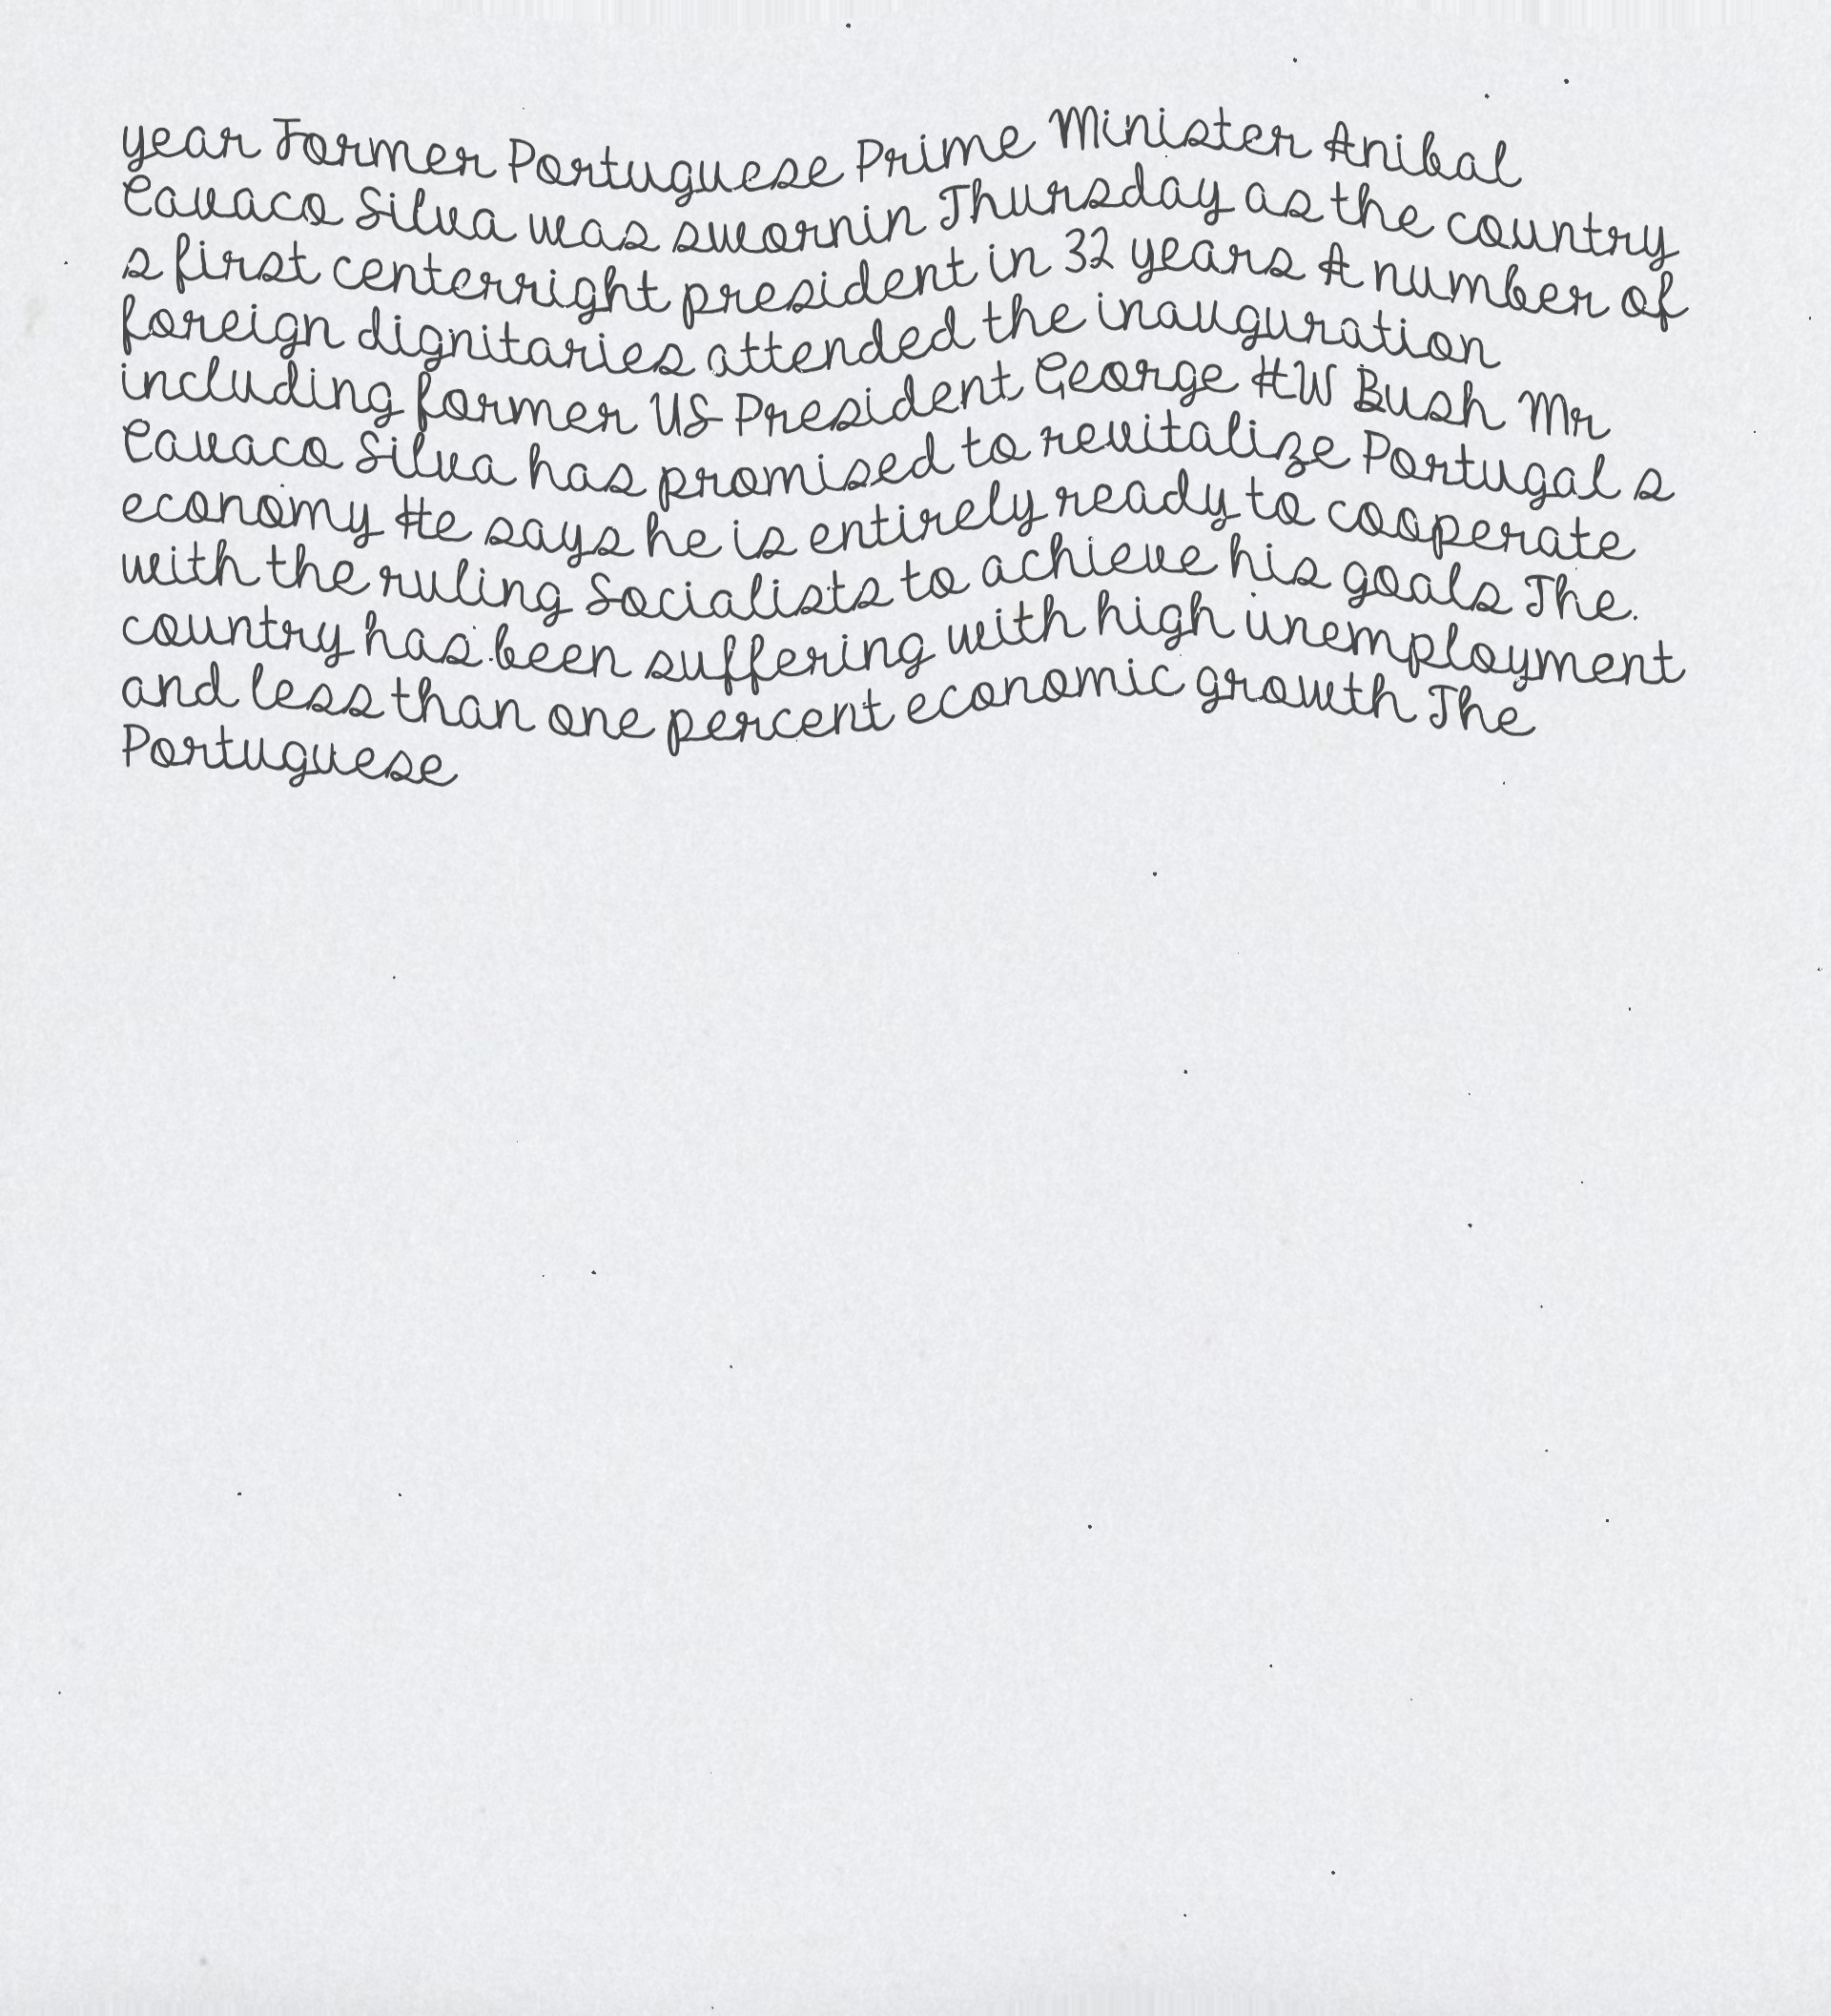 year Former Portuguese Prime Minister Anibal
Cavaco Silva was swornin Thursday as the country
s first centerright president in 32 years A number of
foreign dignitaries attended the inauguration
including former US President George HW Bush Mr
Cavaco Silva has promised to revitalize Portugal s
economy He says he is entirely ready to cooperate
with the ruling Socialists to achieve his goals The
country has been suffering with high unemployment
and less than one percent economic growth The
Portuguese